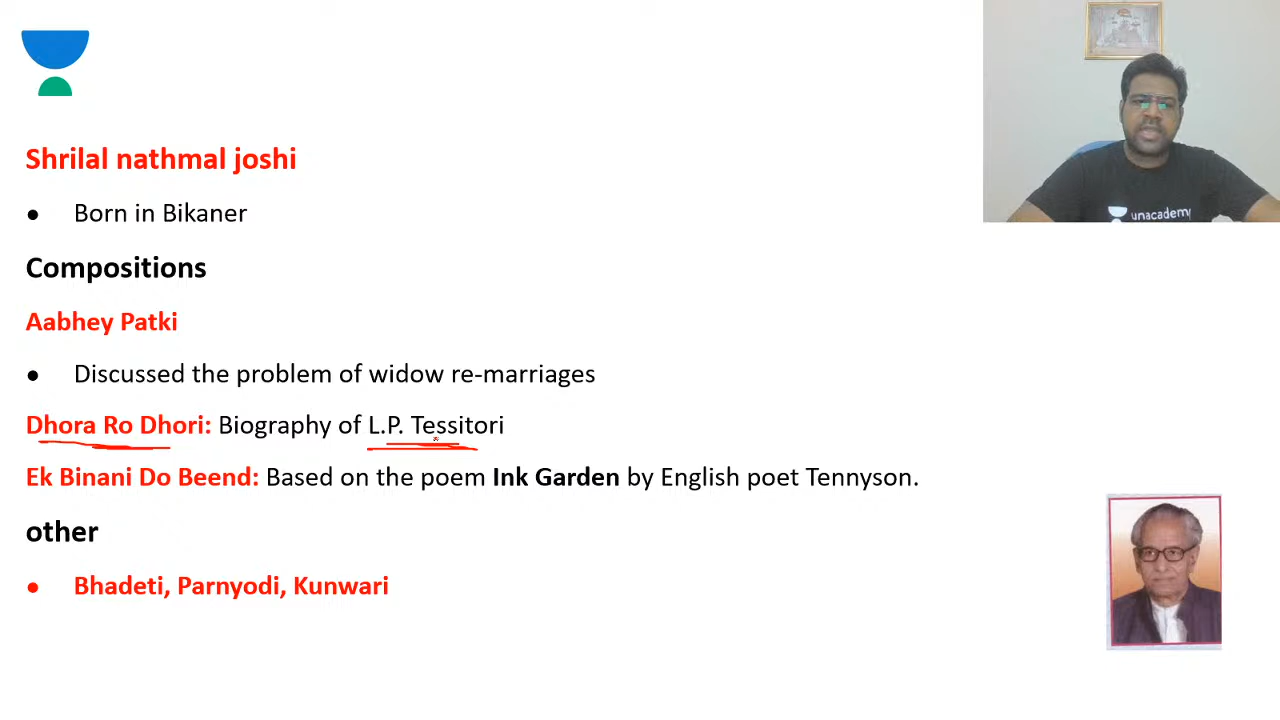 Shrilal nathmal joshi
● Born in Bikaner
Compositions
Aabhey Patki
● Discussed the problem of widow re-marriages
Dhora Ro Dhori: Biography of L.P. Tessitori
Ek Binani Do Beend: Based on the poem Ink Garden by English poet Tennyson.
other
● Bhadeti, Parnyodi, Kunwari
unacademy